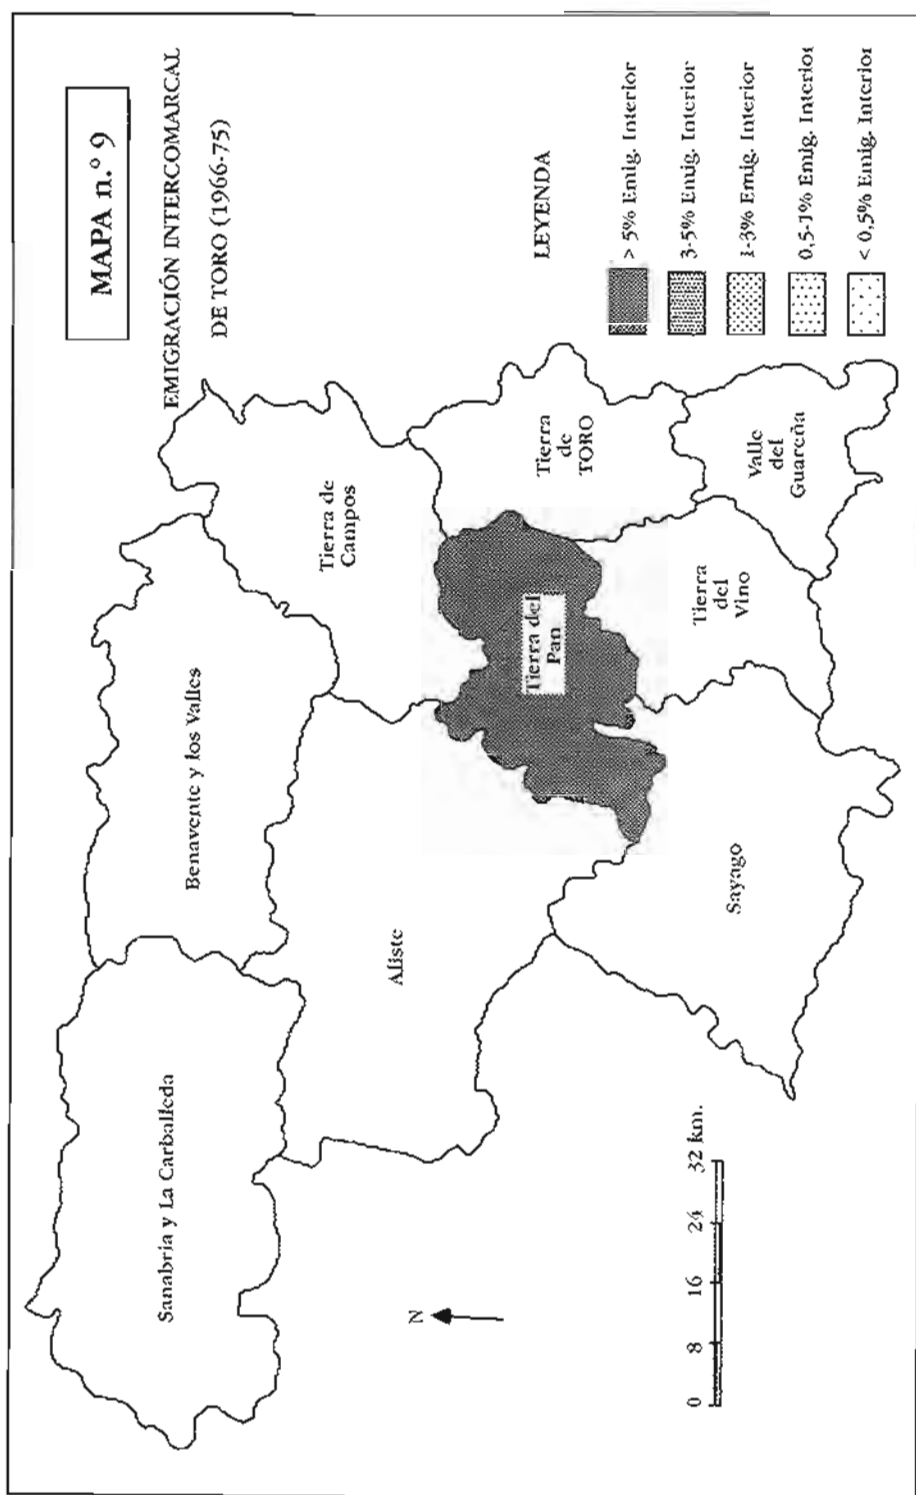 MAPA n.º 9
EMIGRACIÓN INTERCOMARCAL
DE TORO (1966-75)
LEYENDA
> 5% Emig. Interior
3-5% Emig. Interior
1-3% Emig. Interior
0,5-1% Emig. Interior
< 0,5% Emig. Interior
Sanabria y La Carballeda
Benavente y los Valles
Tierra de
Campos
Aliste
Tierra del
Pan
Tierra
de
TORO
Sayago
Tierra
del
Vino
Valle
del
Guareña
N
0 8 16 24 32 km.